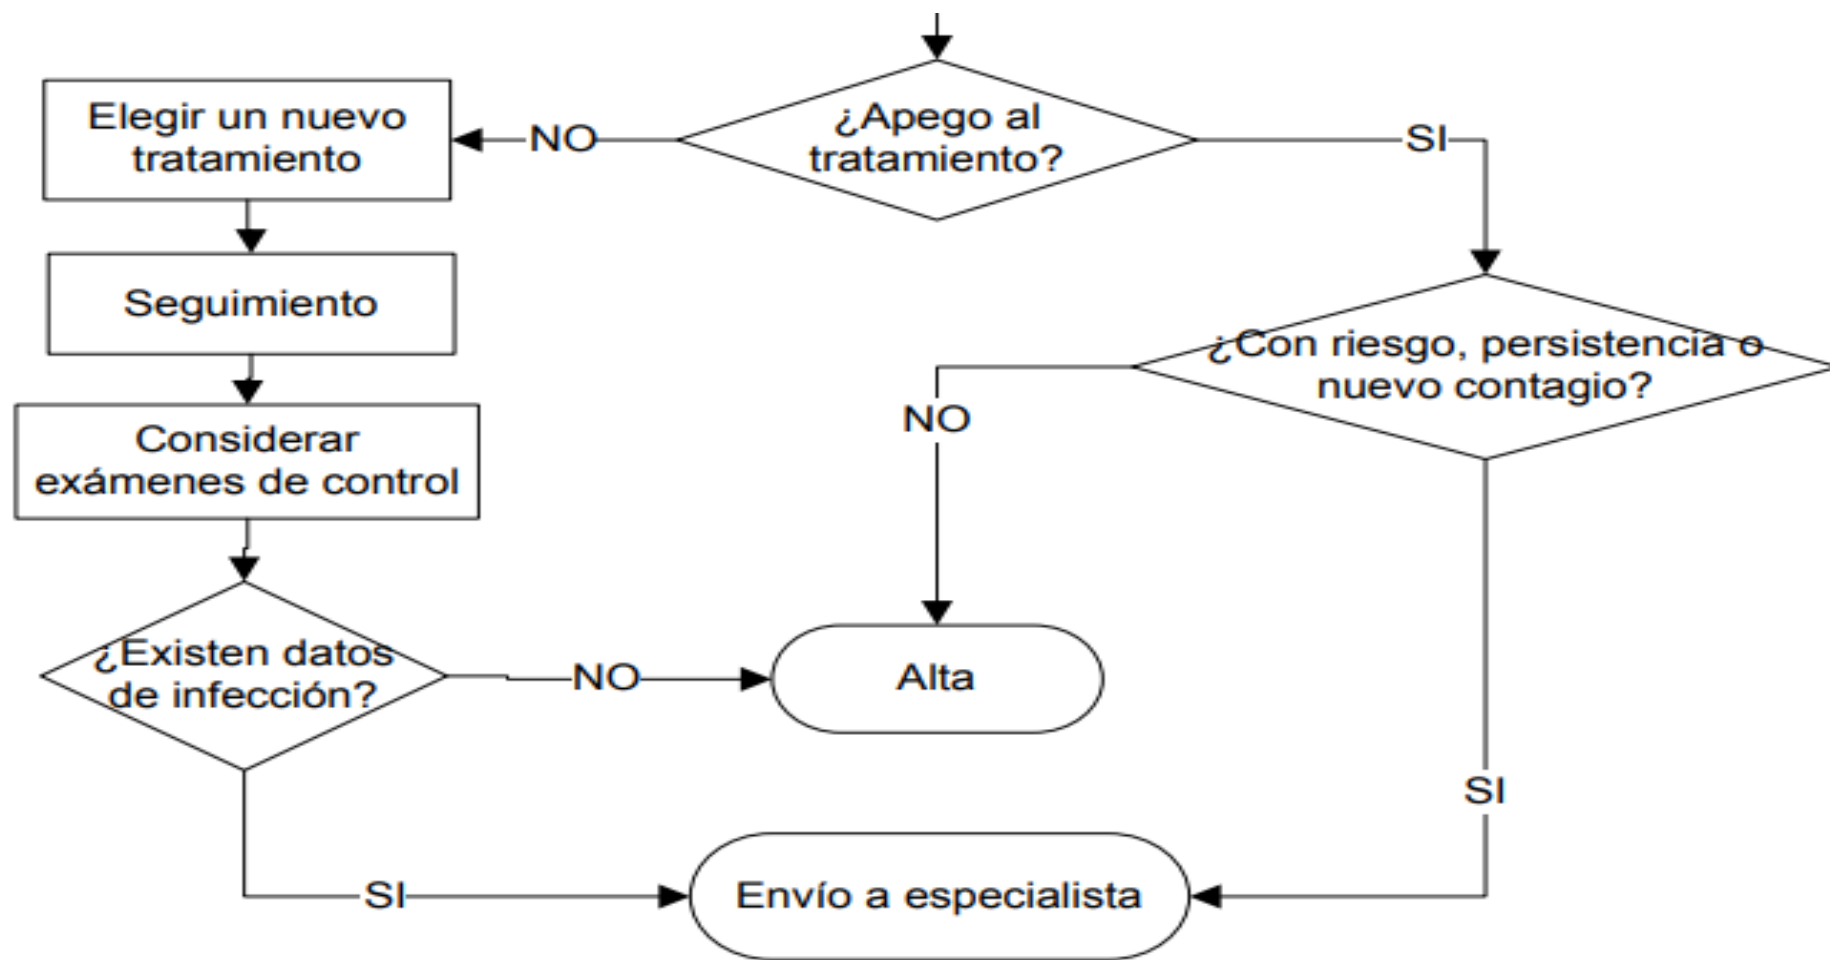 ¿Apego al
tratamiento?
NO
SI
Elegir un nuevo
tratamiento
Seguimiento
¿Con riesgo, persistencia o
nuevo contagio?
NO
Considerar
exámenes de control
¿Existen datos
de infección?
NO
Alta
SI
SI
Envío a especialista